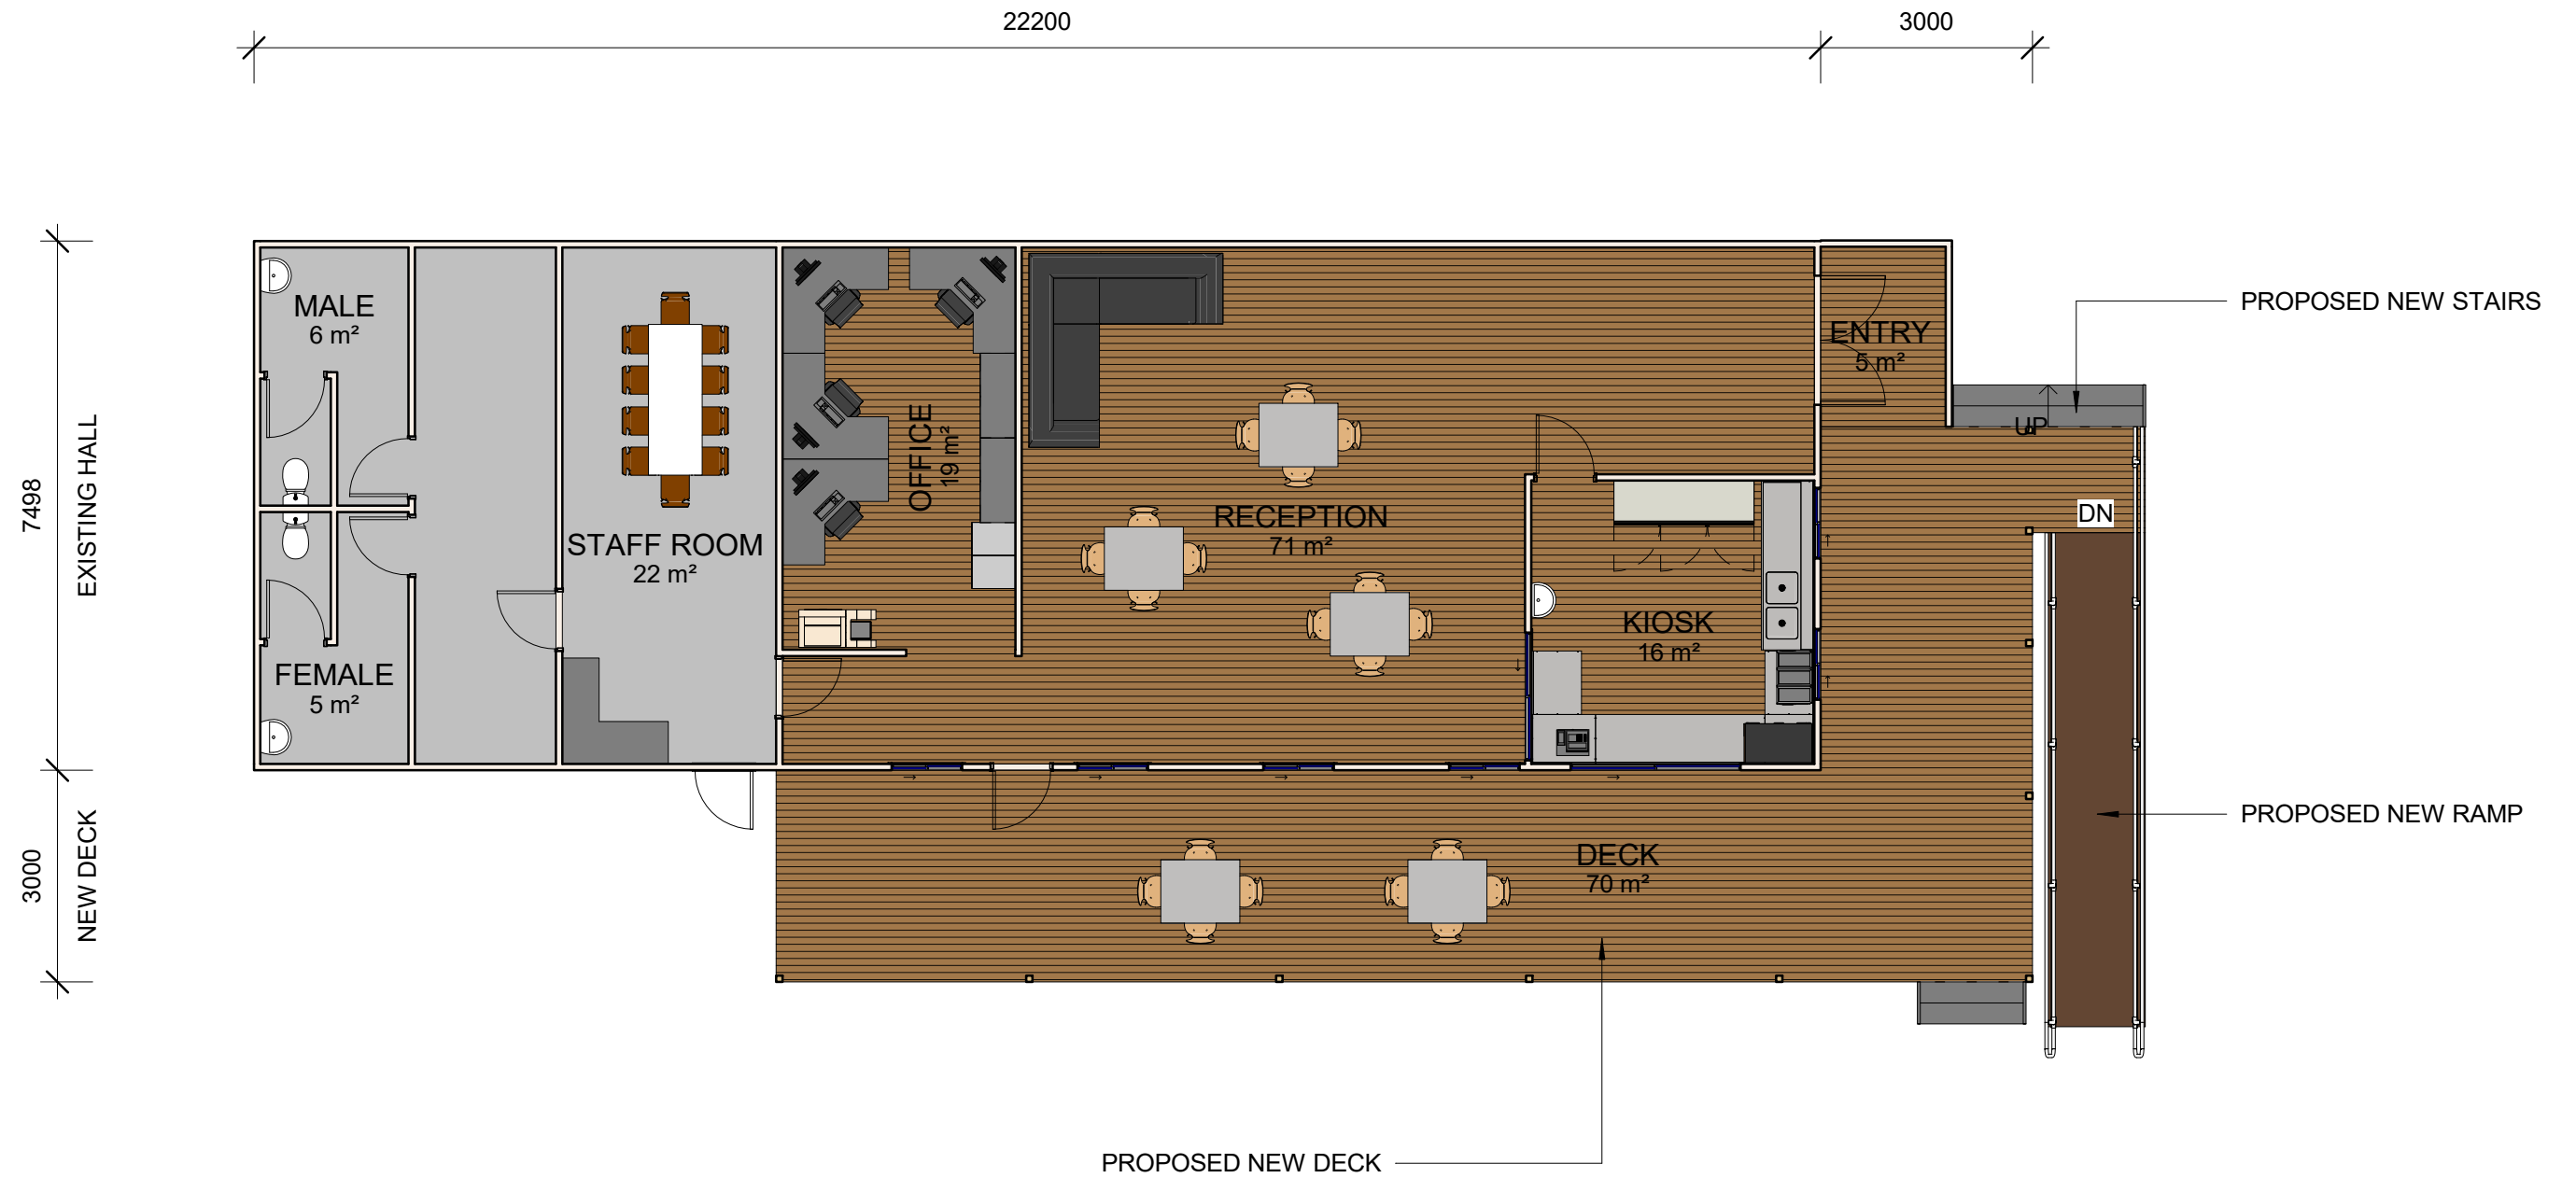 22200
3000
7498
EXISTING HALL
3000
NEW DECK
MALE
6 m²
FEMALE
5 m²
STAFF ROOM
22 m²
OFFICE
19 m²
RECEPTION
71 m²
KIOSK
16 m²
ENTRY
5 m²
UP
DN
DECK
70 m²
PROPOSED NEW STAIRS
PROPOSED NEW RAMP
PROPOSED NEW DECK